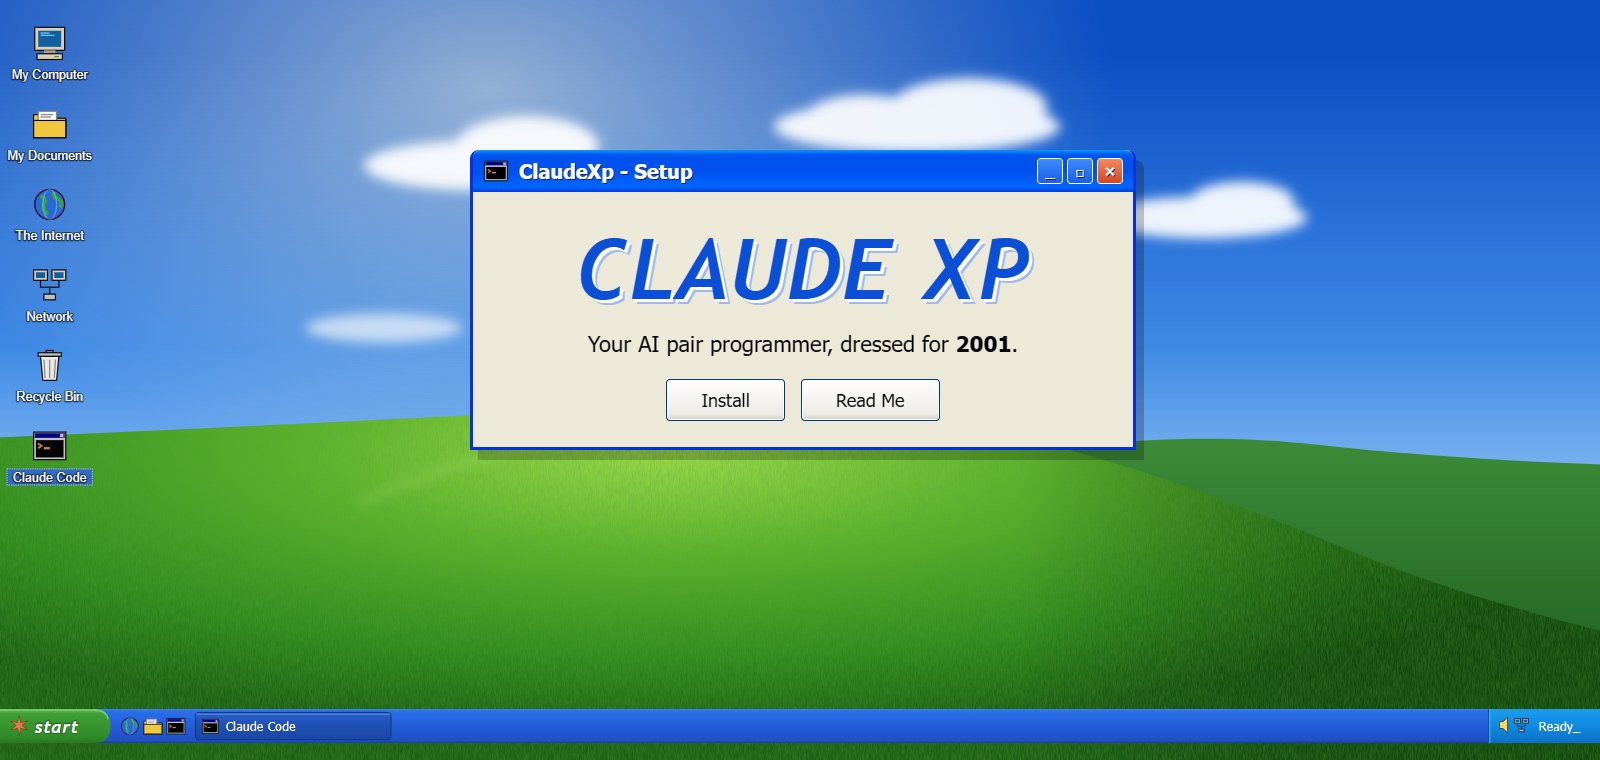 My Computer
My Documents
The Internet
Network
Recycle Bin
Claude Code
ClaudeXp - Setup
CLAUDE XP
Your AI pair programmer, dressed for 2001.
Install
Read Me
start
Claude Code
Ready_